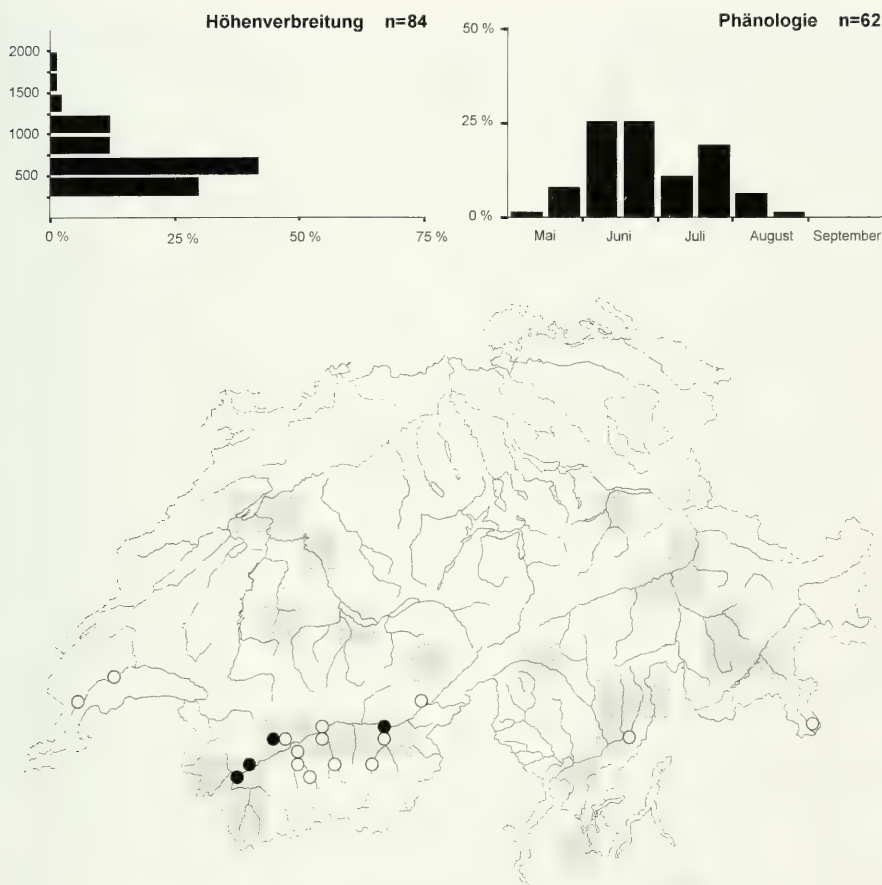 Höhenverbreitung n=84
2000
1500
1000
500
0 % 25 % 50 % 75 %
Phänologie n=62
50 %
25 %
0 %
Mai Juni Juli August September